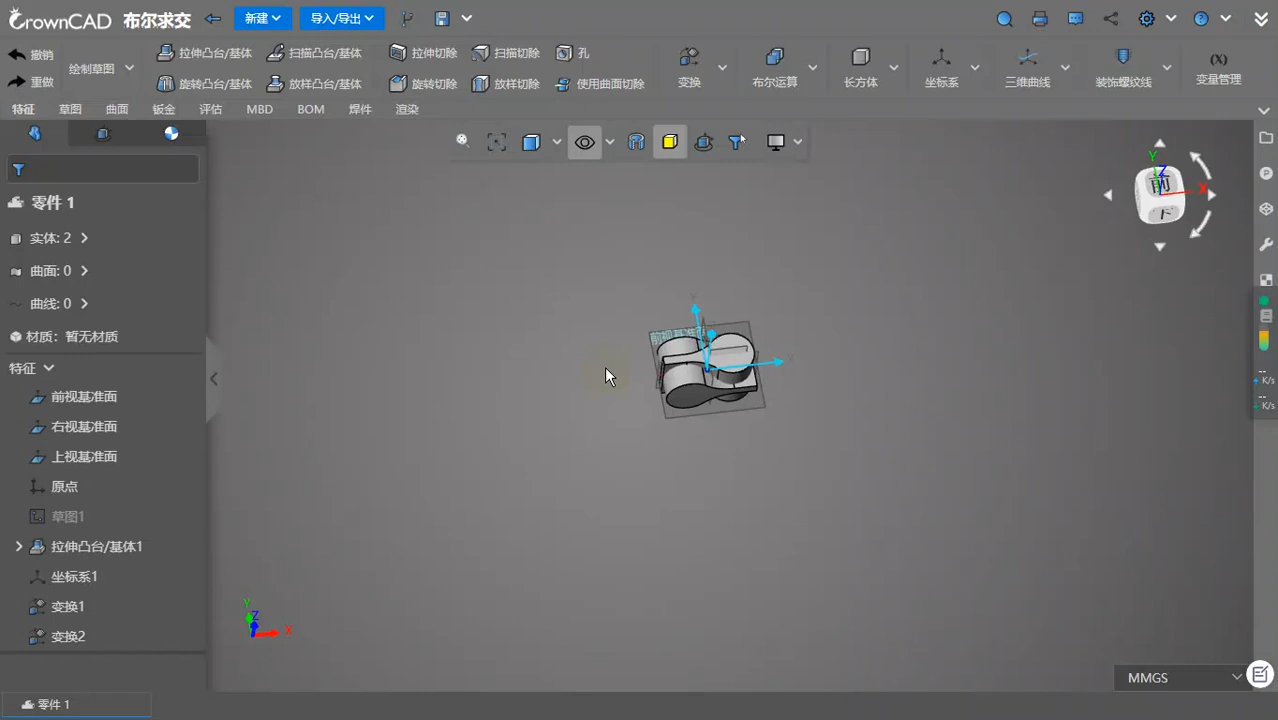 CrownCAD 布尔求交 新建 导入/导出
撤销 绘制草图 拉伸凸台/基体 扫描凸台/基体 拉伸切除 扫描切除 孔 变换 布尔运算 长方体 坐标系 三维曲线 装饰螺纹线 (X) 变量管理
重做 旋转凸台/基体 放样凸台/基体 旋转切除 放样切除 使用曲面切除
特征 草图 曲面 钣金 评估 MBD BOM 焊件 渲染
Y
Z
前
X
下
零件 1
实体: 2
曲面: 0
曲线: 0
材质: 暂无材质
特征
前视基准面
前视基准面
右视基准面
上视基准面
原点
草图1
拉伸凸台/基体1
坐标系1
变换1
变换2
-- K/s
-- K/s
Y
Z
X
MMGS
零件 1